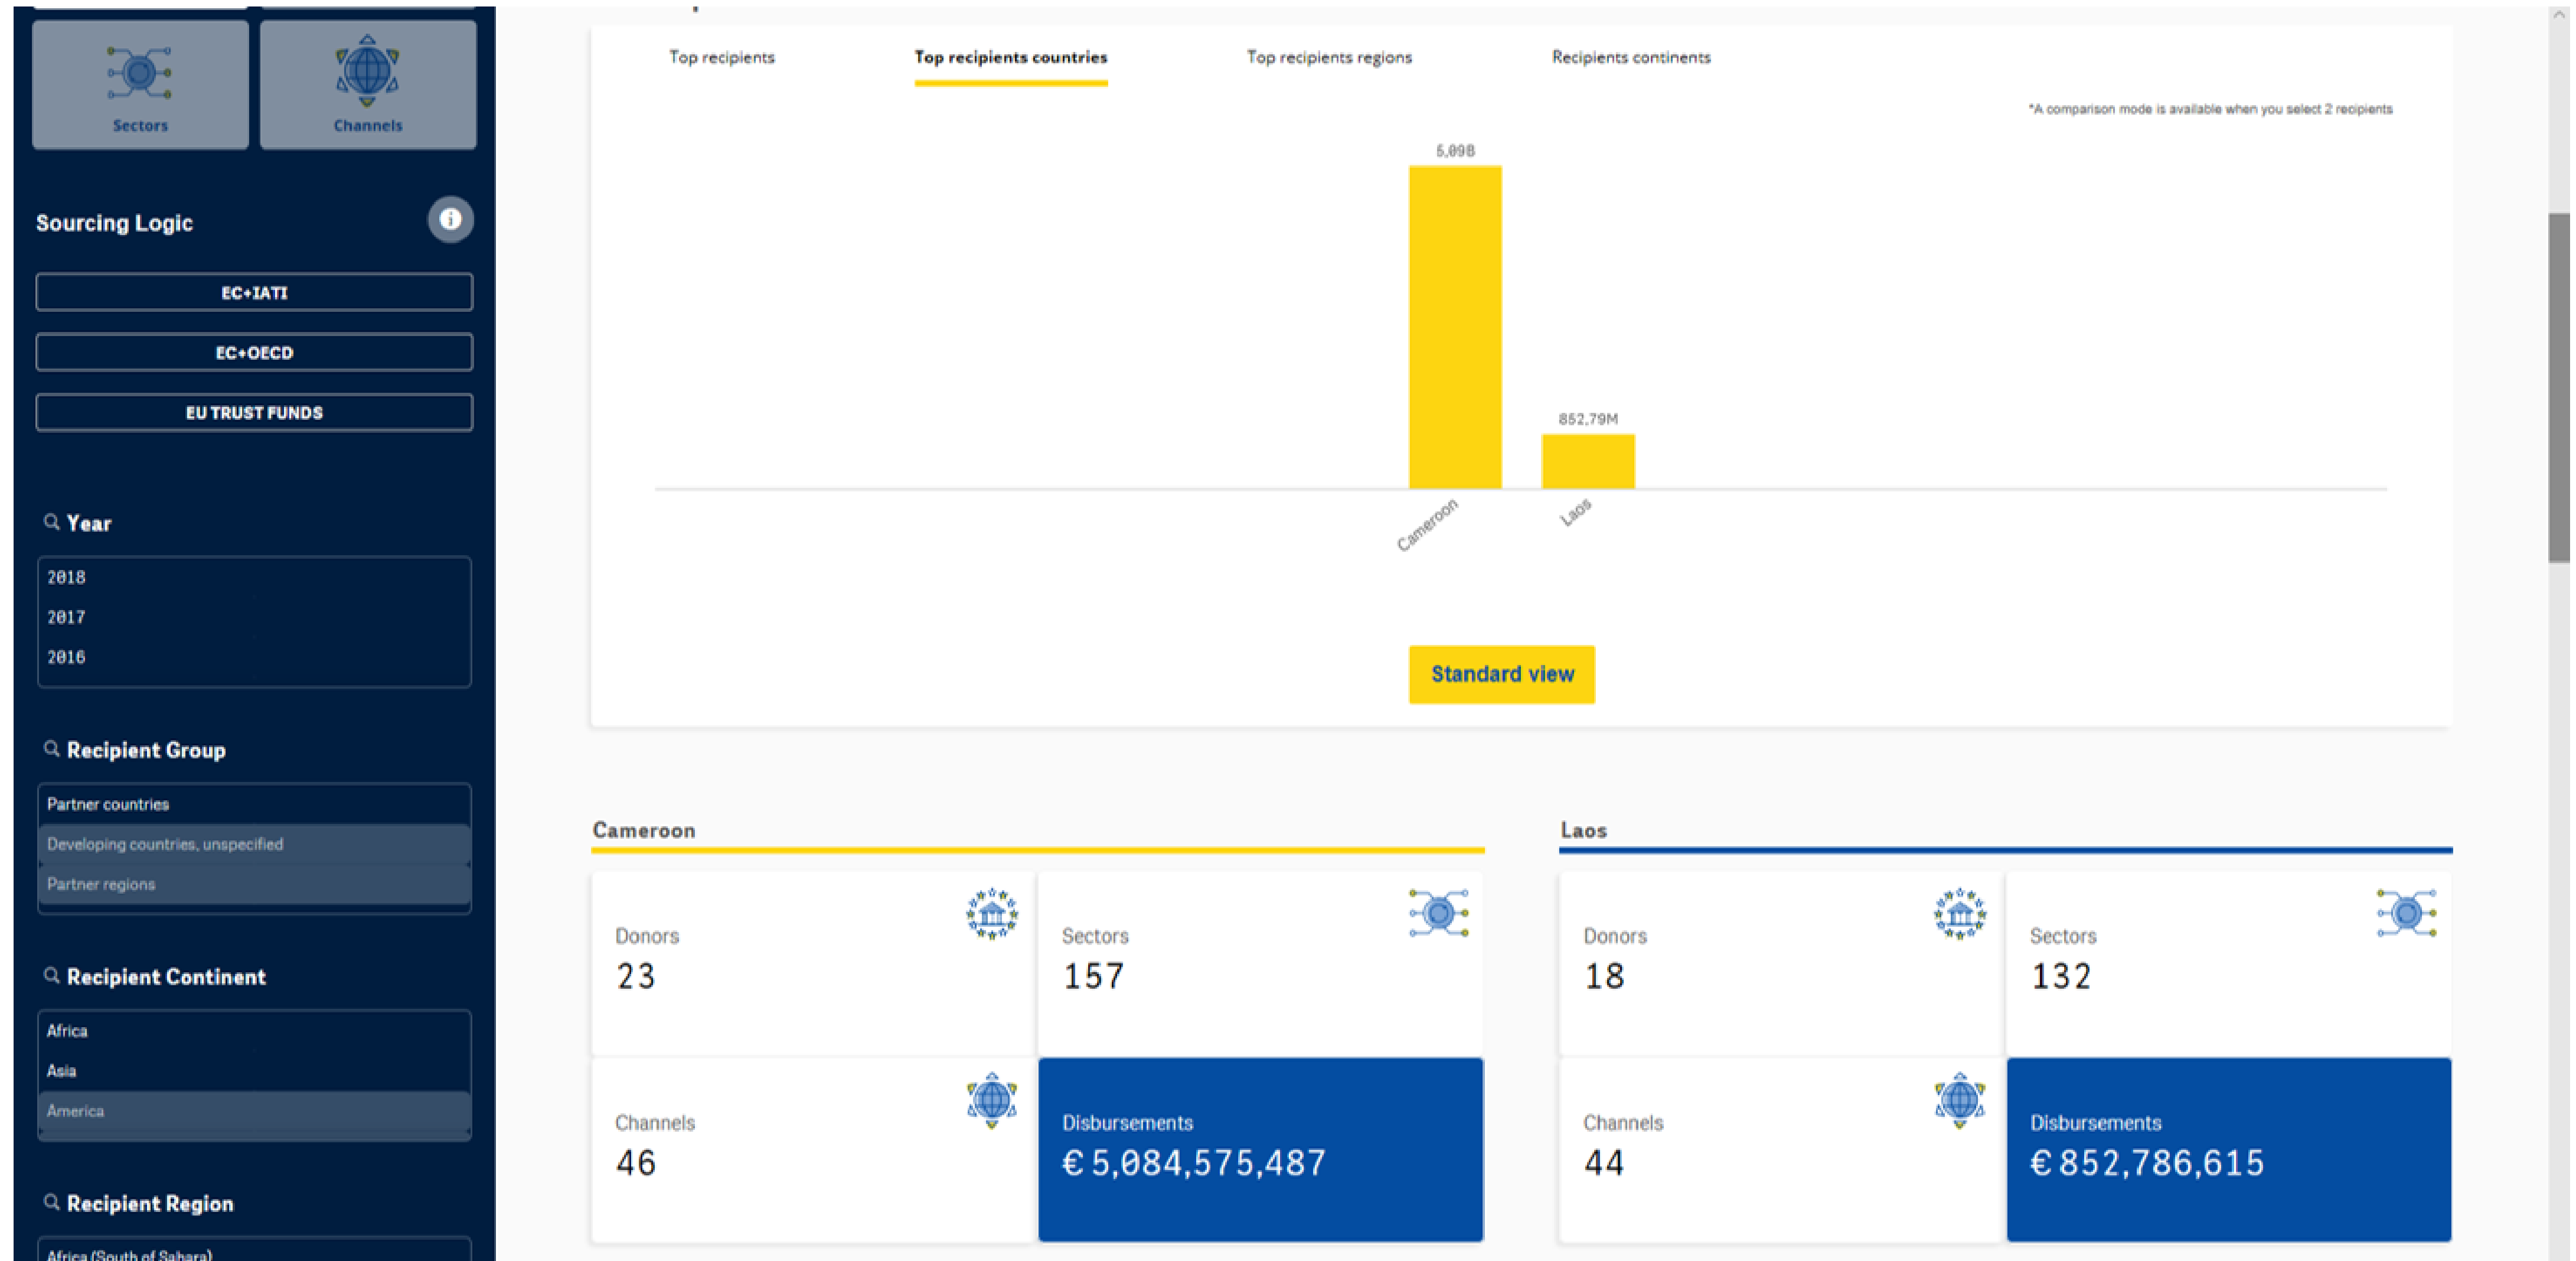 Sectors
Channels
Sourcing Logic
EC+IATI
EC+OECD
EU TRUST FUNDS
Year
2018
2017
2016
Recipient Group
Partner countries
Developing countries, unspecified
Partner regions
Recipient Continent
Africa
Asia
America
Recipient Region
Africa (South of Sahara)
Top recipients
Top recipients countries
Top recipients regions
Recipients continents
*A comparison mode is available when you select 2 recipients
5,09B
852,79M
Cameroon
Laos
Standard view
Cameroon
Donors
23
Sectors
157
Channels
46
Disbursements
€ 5,084,575,487
Laos
Donors
18
Sectors
132
Channels
44
Disbursements
€ 852,786,615